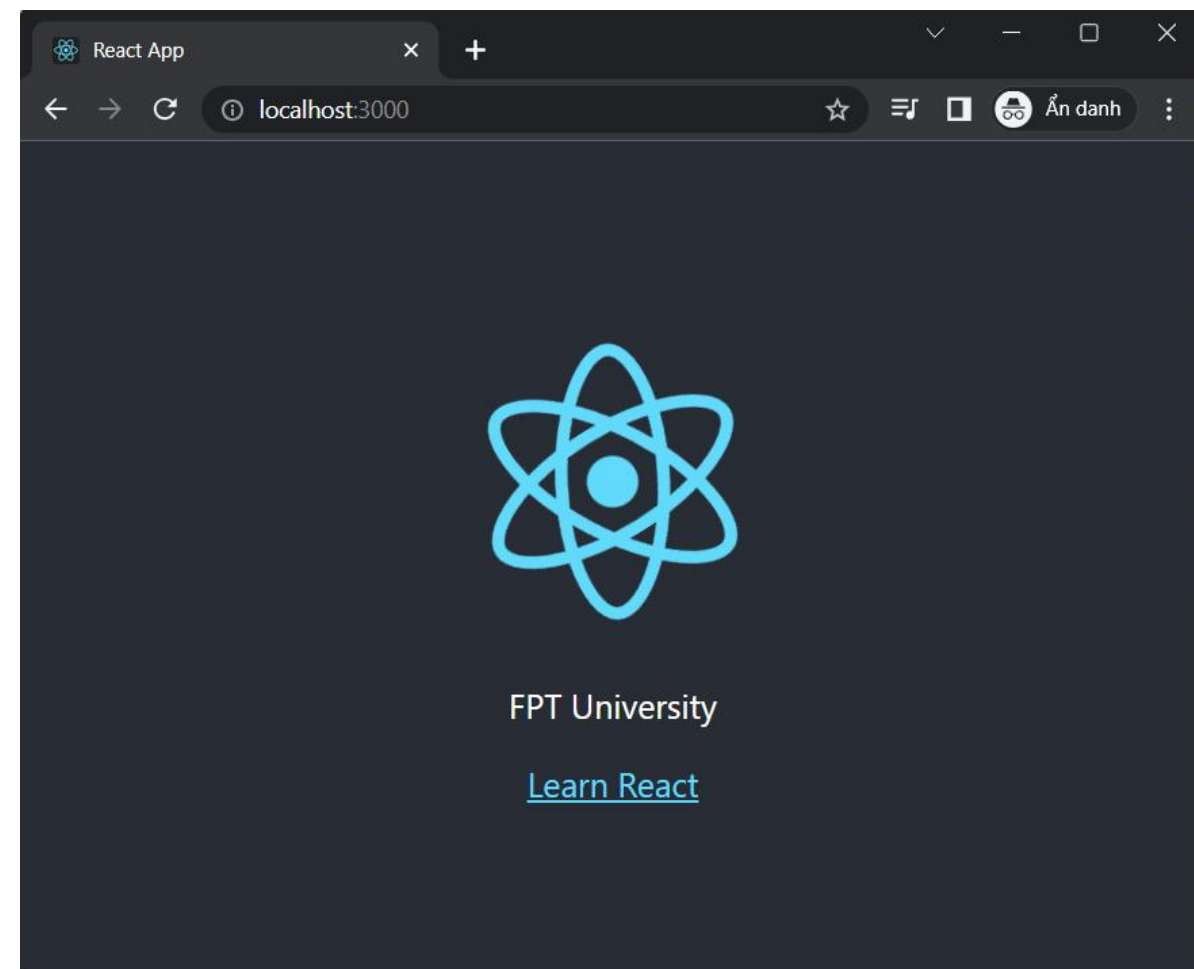 React App
localhost:3000
Ẩn danh
FPT University
Learn React